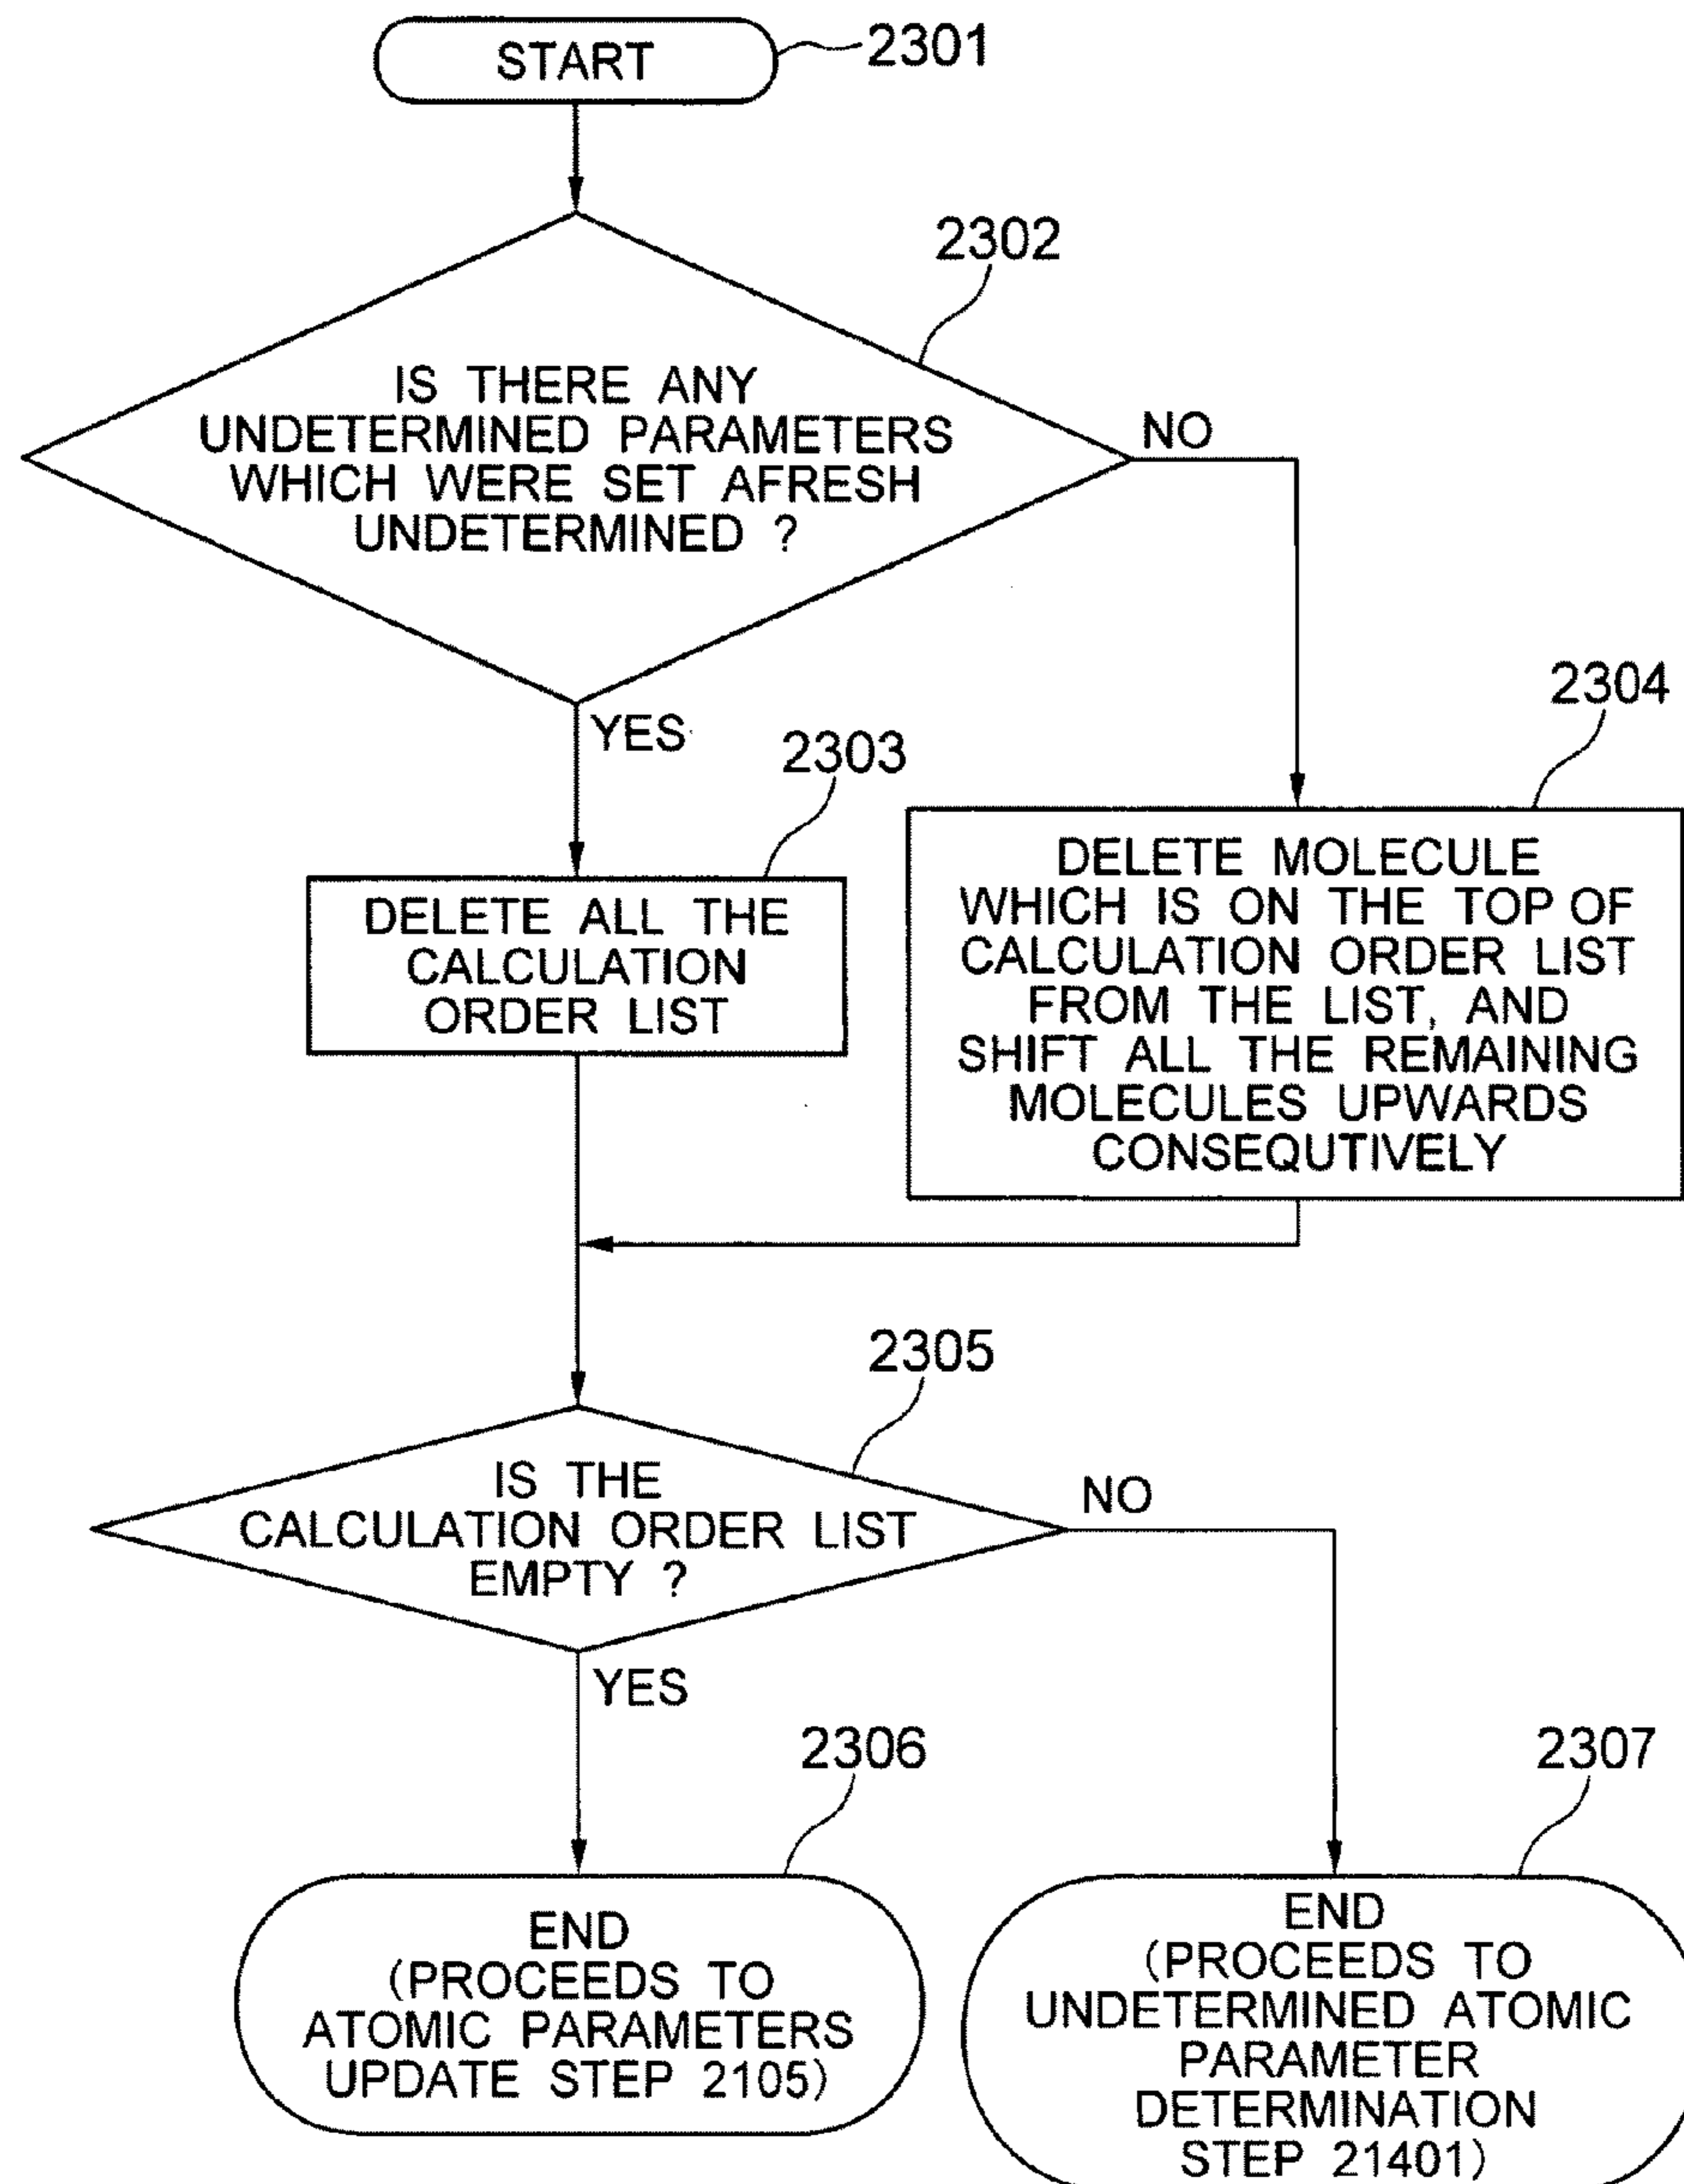 START
2301
2302
IS THERE ANY
UNDETERMINED PARAMETERS
WHICH WERE SET AFRESH
UNDETERMINED ?
NO
YES
2303
2304
DELETE ALL THE
CALCULATION
ORDER LIST
DELETE MOLECULE
WHICH IS ON THE TOP OF
CALCULATION ORDER LIST
FROM THE LIST, AND
SHIFT ALL THE REMAINING
MOLECULES UPWARDS
CONSEQUTIVELY
2305
IS THE
CALCULATION ORDER LIST
EMPTY ?
NO
YES
2306
2307
END
(PROCEEDS TO
ATOMIC PARAMETERS
UPDATE STEP 2105)
END
(PROCEEDS TO
UNDETERMINED ATOMIC
PARAMETER
DETERMINATION
STEP 21401)